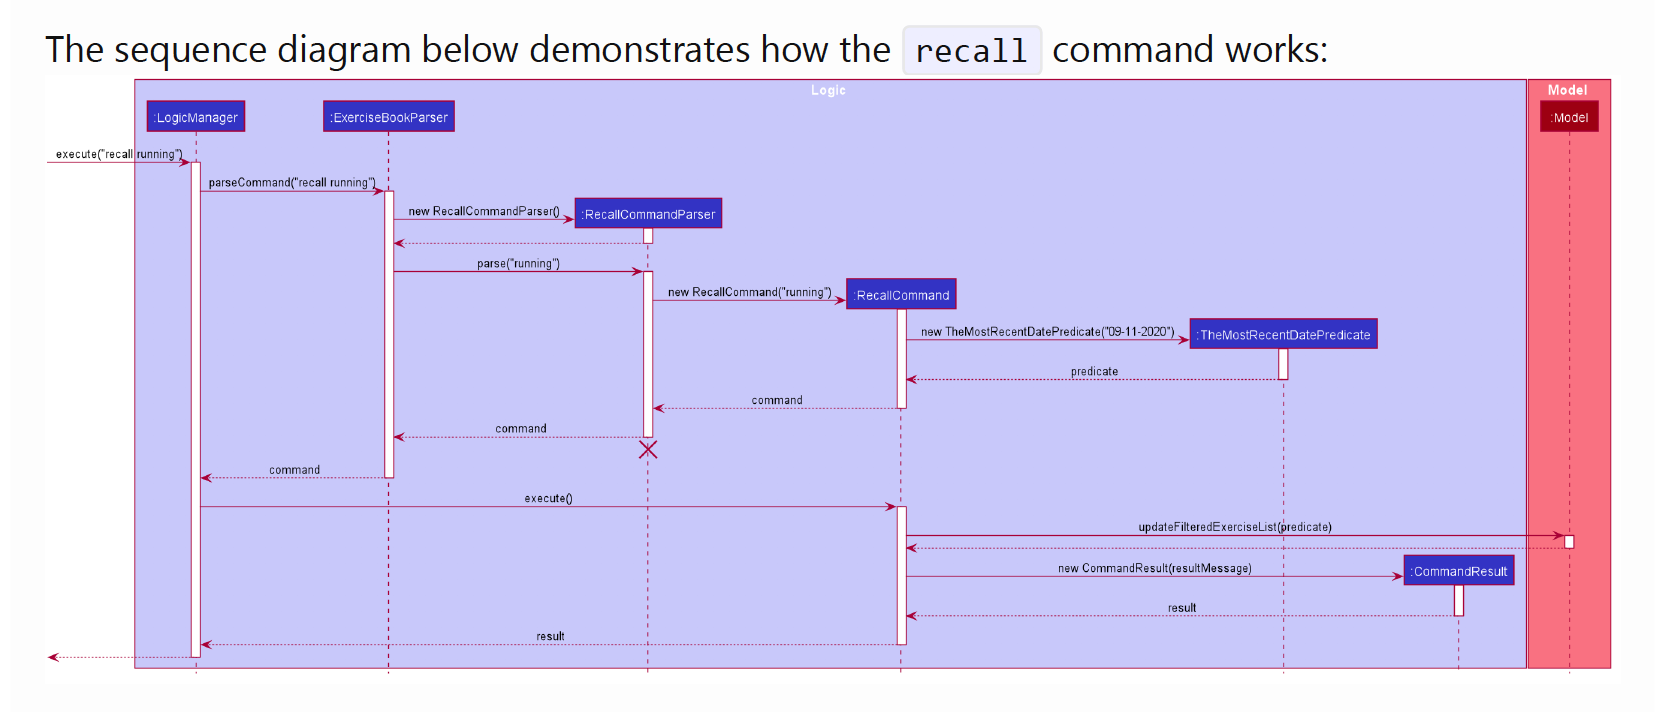 The sequence diagram below demonstrates how the recall command works:
Logic
Model
:LogicManager
:ExerciseBookParser
:Model
execute("recall running")
parseCommand("recall running")
new RecallCommandParser()
:RecallCommandParser
parse("running")
new RecallCommand("running")
:RecallCommand
new TheMostRecentDatePredicate("09-11-2020")
:TheMostRecentDatePredicate
predicate
command
command
command
execute()
updateFilteredExerciseList(predicate)
new CommandResult(resultMessage)
:CommandResult
result
result